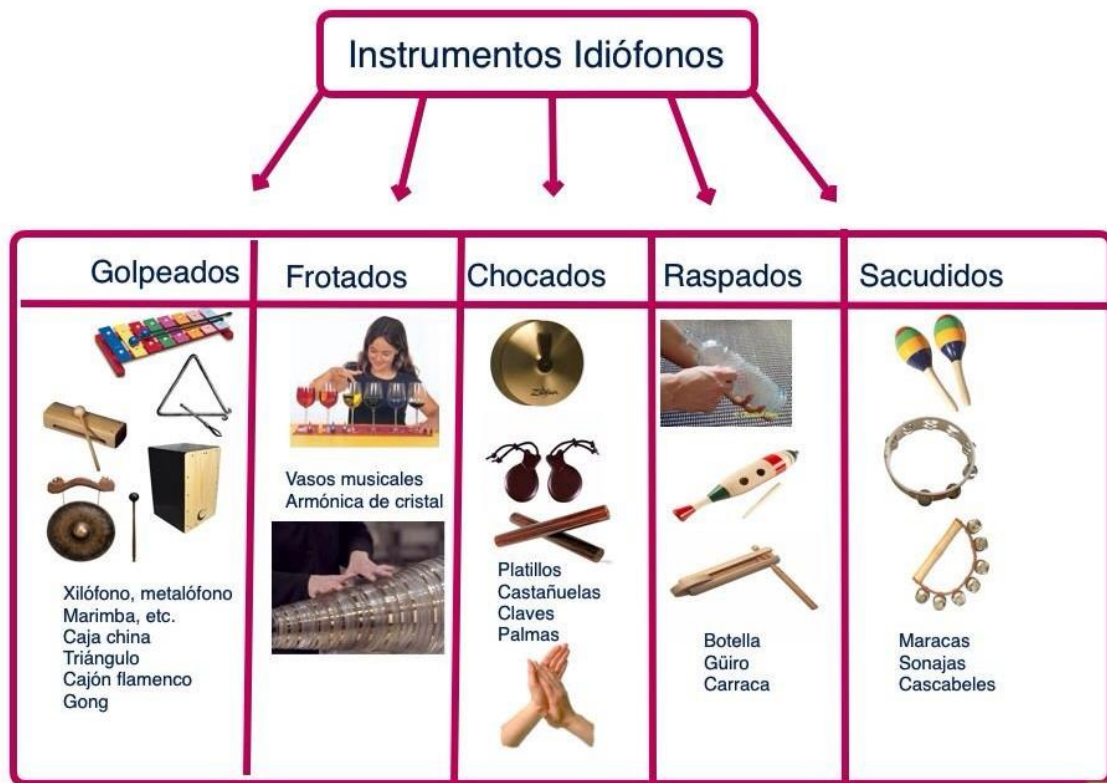 Instrumentos Idiófonos
Golpeados
Frotados
Chocados
Raspados
Sacudidos
Xilófono, metalófono
Marimba, etc.
Caja china
Triángulo
Cajón flamenco
Gong
Vasos musicales
Armónica de cristal
Zildjian
Platillos
Castañuelas
Claves
Palmas
Botella
Güiro
Carraca
Maracas
Sonajas
Cascabeles